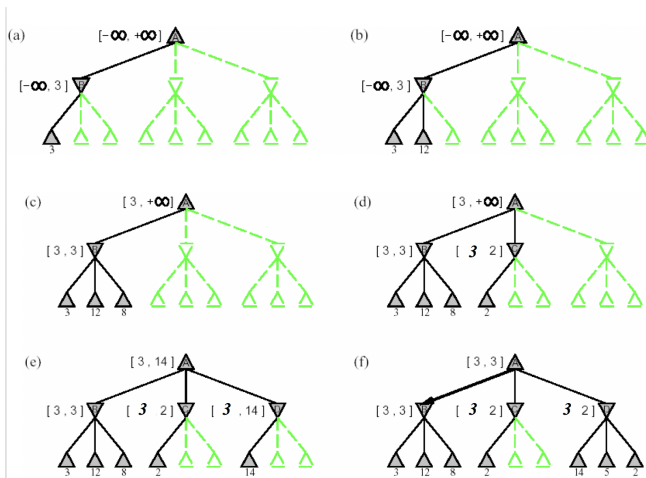 (a) [-∞, +∞] A
[-∞, 3] B
3
(b) [-∞, +∞] A
[-∞, 3] B
3 12
(c) [3, +∞] A
[3,3] B
3 12 8
(d) [3, +∞] A
[3,3] B [3 2] C
3 12 8 2
(e) [3,14] A
[3,3] B [3 2] C [3,14] D
3 12 8 2 14
(f) [3,3] A
[3,3] B [3 2] C 3 2] D
3 12 8 2 14 5 2